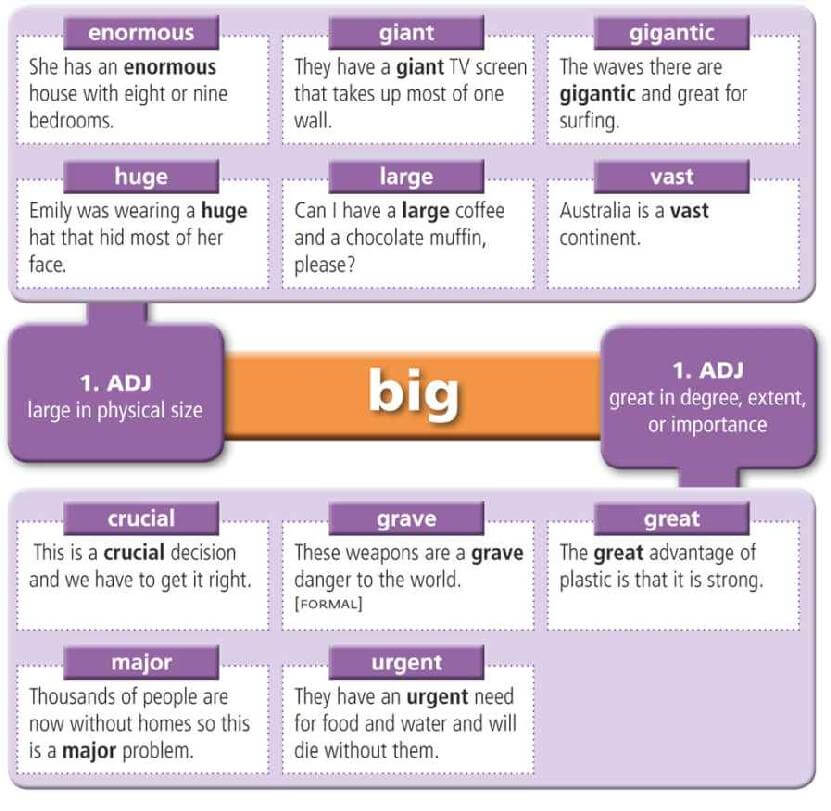 enormous
She has an enormous
house with eight or nine
bedrooms.
giant
They have a giant TV screen
that takes up most of one
wall.
gigantic
The waves there are
gigantic and great for
surfing.
huge
Emily was wearing a huge
hat that hid most of her
face.
large
Can I have a large coffee
and a chocolate muffin,
please?
vast
Australia is a vast
continent.
1. ADJ
large in physical size
big
1. ADJ
great in degree, extent,
or importance
crucial
This is a crucial decision
and we have to get it right.
grave
These weapons are a grave
danger to the world.
[FORMAL]
great
The great advantage of
plastic is that it is strong.
major
Thousands of people are
now without homes so this
is a major problem.
urgent
They have an urgent need
for food and water and will
die without them.